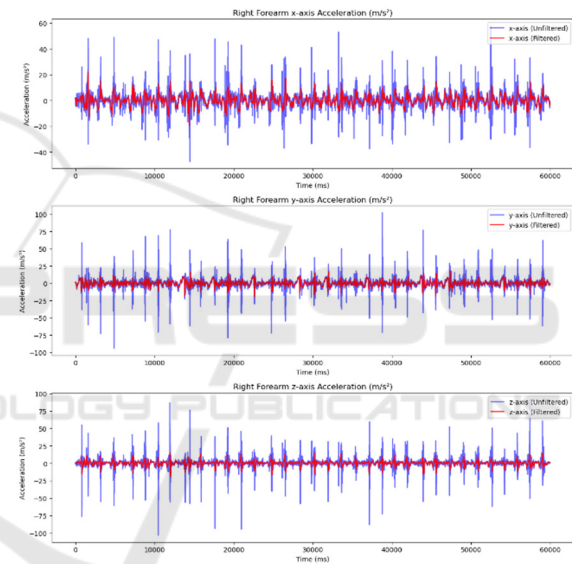 Right Forearm x-axis Acceleration (m/s²)
60
40
20
0
−20
−40
Acceleration (m/s²)
x-axis (Unfiltered)
x-axis (Filtered)
0 10000 20000 30000 40000 50000 60000
Time (ms)
Right Forearm y-axis Acceleration (m/s²)
100
75
50
25
0
−25
−50
−75
−100
Acceleration (m/s²)
y-axis (Unfiltered)
y-axis (Filtered)
0 10000 20000 30000 40000 50000 60000
Time (ms)
PRESS
OLOGY PUBLICATIONS
Right Forearm z-axis Acceleration (m/s²)
75
50
25
0
−25
−50
−75
−100
Acceleration (m/s²)
z-axis (Unfiltered)
z-axis (Filtered)
0 10000 20000 30000 40000 50000 60000
Time (ms)